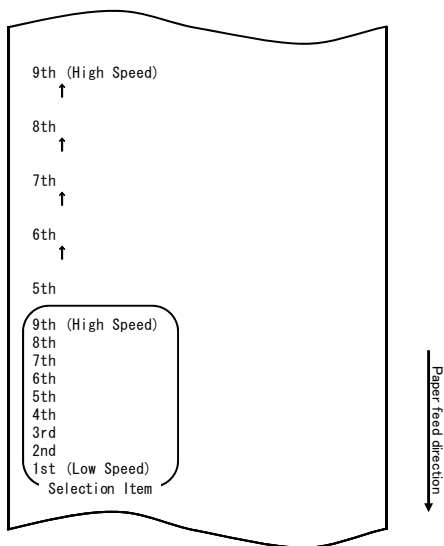 9th (High Speed)
↑
8th
↑
7th
↑
6th
↑
5th
9th (High Speed)
8th
7th
6th
5th
4th
3rd
2nd
1st (Low Speed)
Selection Item
Paper feed direction